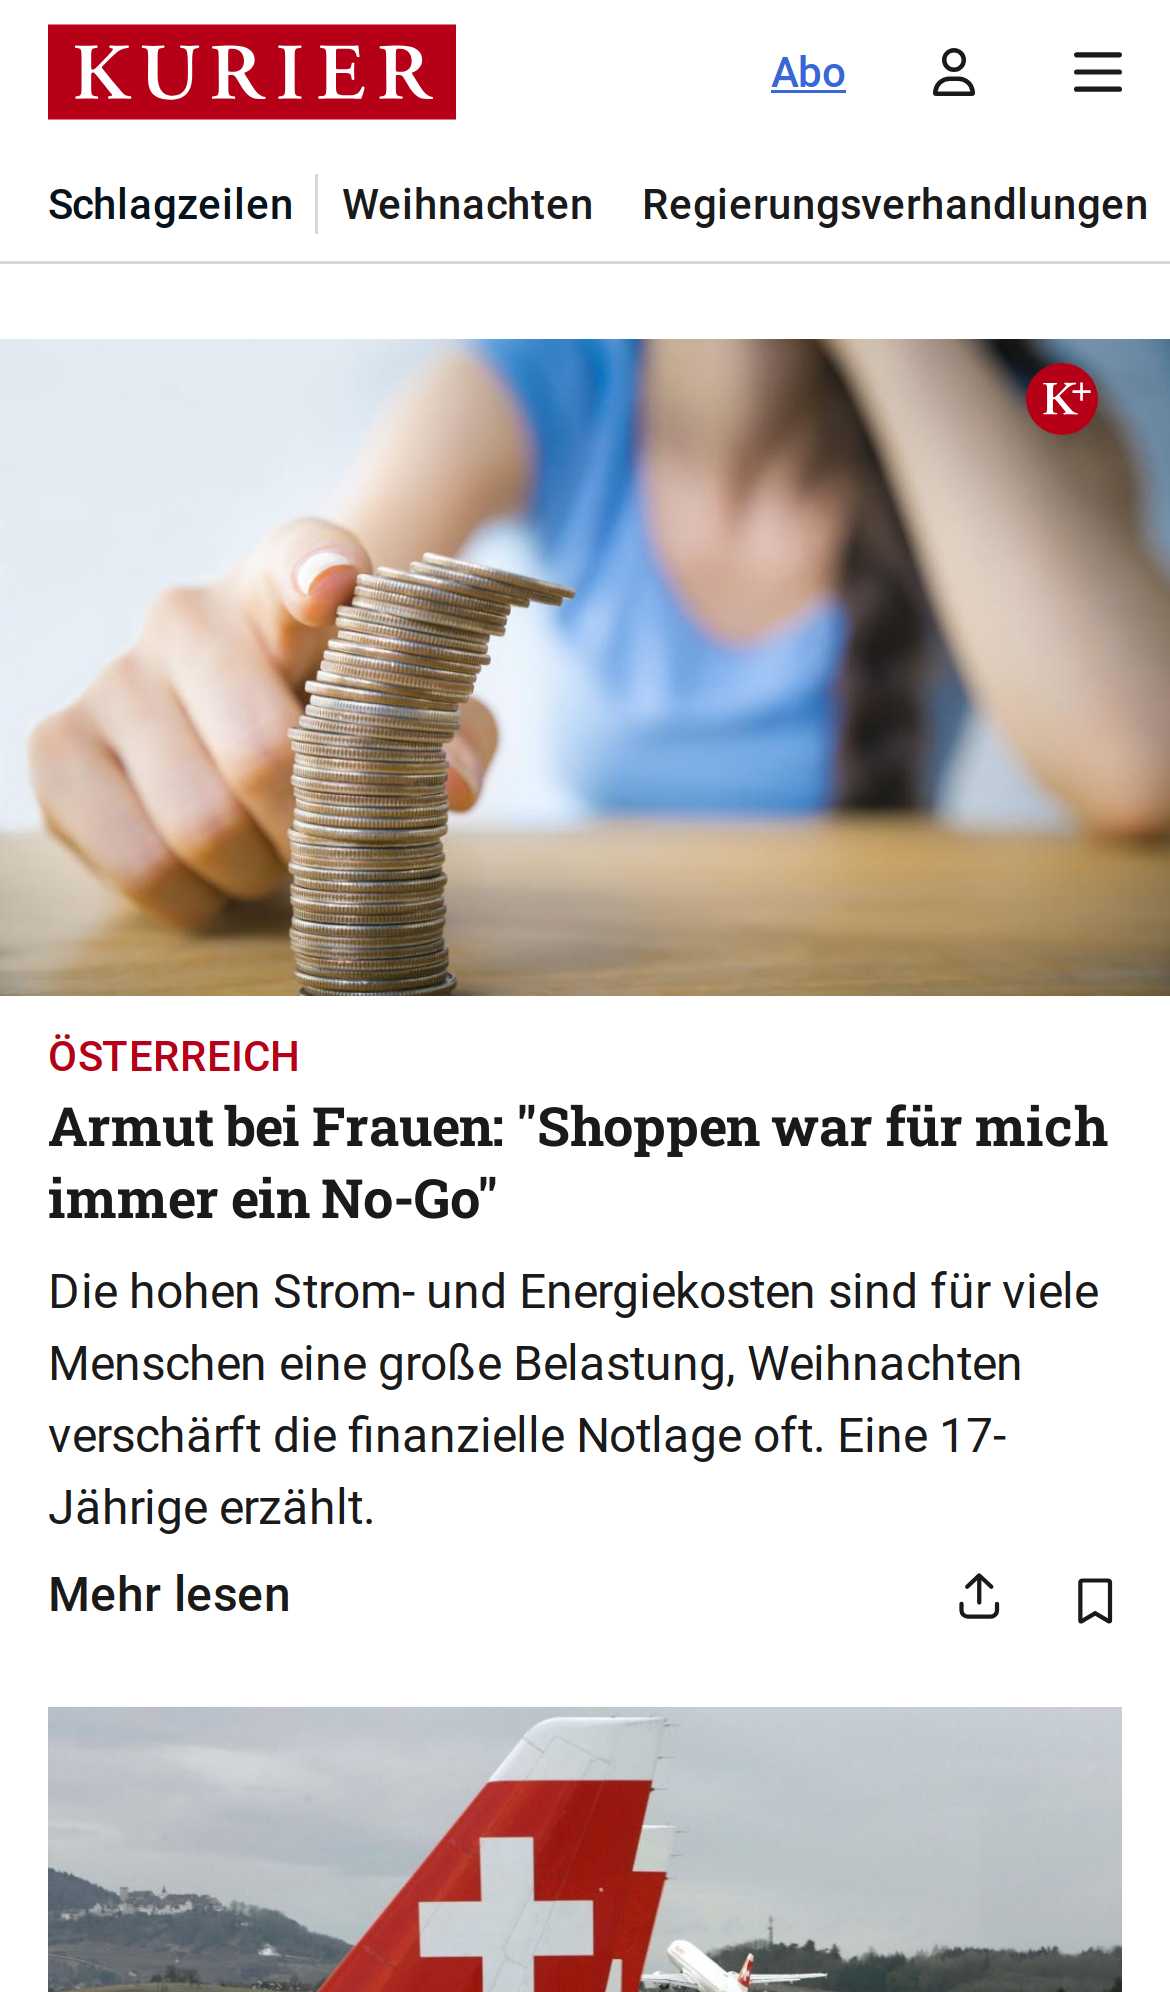 KURIER
Abo
Schlagzeilen
Weihnachten
Regierungsverhandlungen
K+
ÖSTERREICH
Armut bei Frauen: "Shoppen war für mich
immer ein No-Go"
Die hohen Strom- und Energiekosten sind für viele
Menschen eine große Belastung, Weihnachten
verschärft die finanzielle Notlage oft. Eine 17-
Jährige erzählt.
Mehr lesen